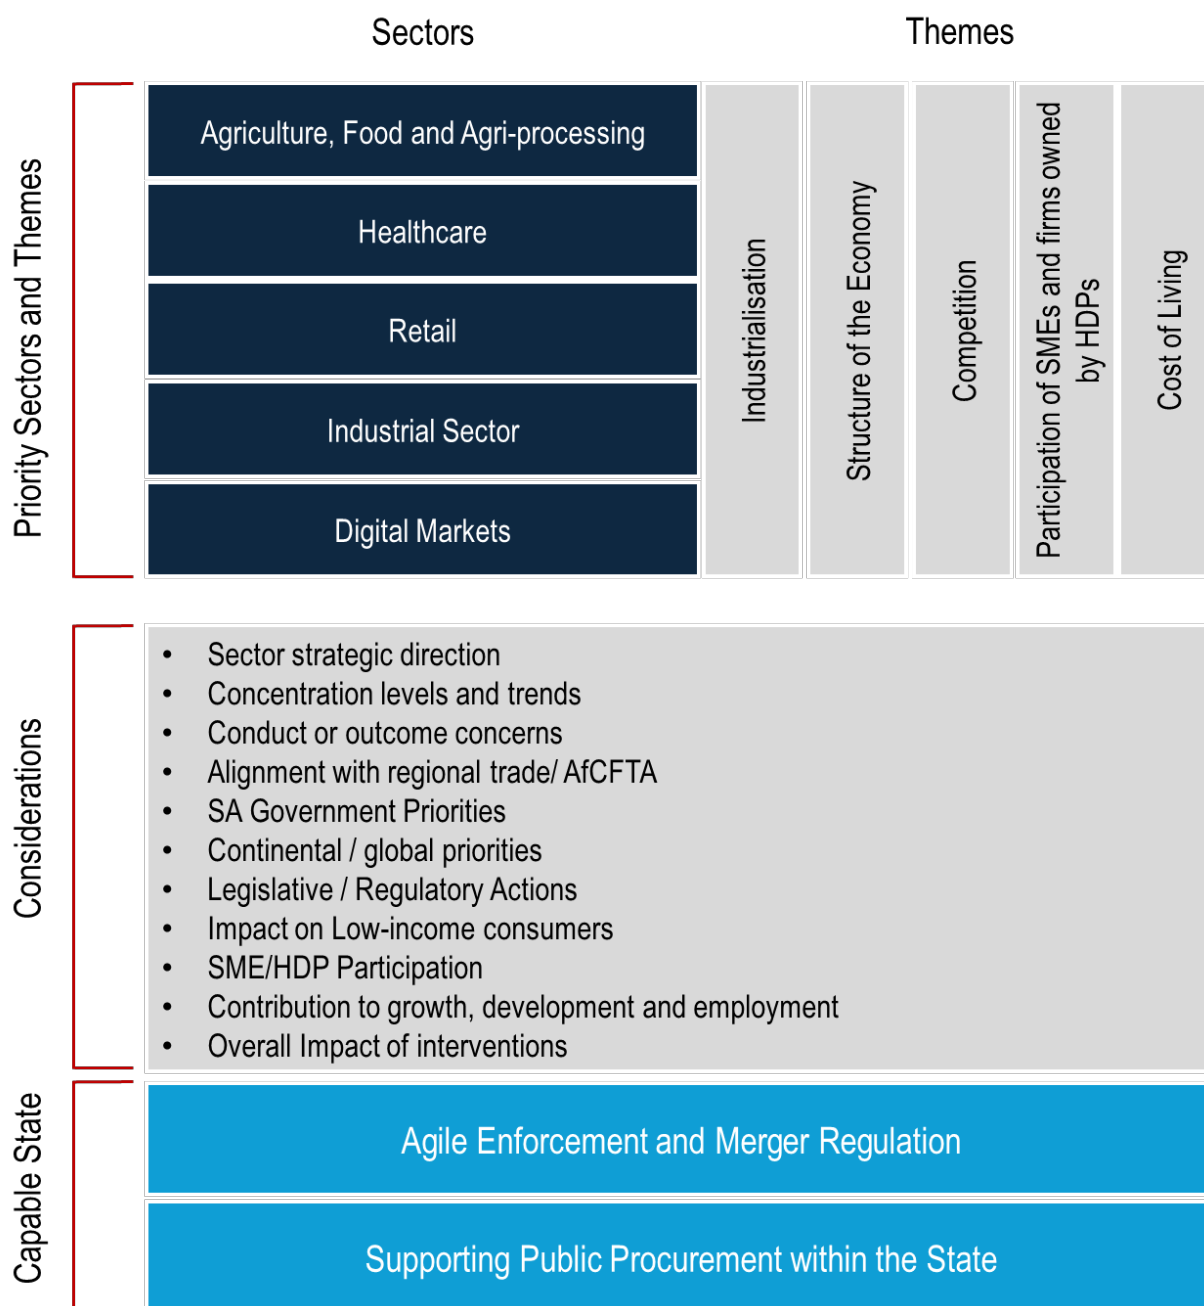 Sectors
Themes
Priority Sectors and Themes
Agriculture, Food and Agri-processing
Healthcare
Retail
Industrial Sector
Digital Markets
Industrialisation
Structure of the Economy
Competition
Participation of SMEs and firms owned
by HDPs
Cost of Living
Considerations
• Sector strategic direction
• Concentration levels and trends
• Conduct or outcome concerns
• Alignment with regional trade/ AfCFTA
• SA Government Priorities
• Continental / global priorities
• Legislative / Regulatory Actions
• Impact on Low-income consumers
• SME/HDP Participation
• Contribution to growth, development and employment
• Overall Impact of interventions
Capable State
Agile Enforcement and Merger Regulation
Supporting Public Procurement within the State